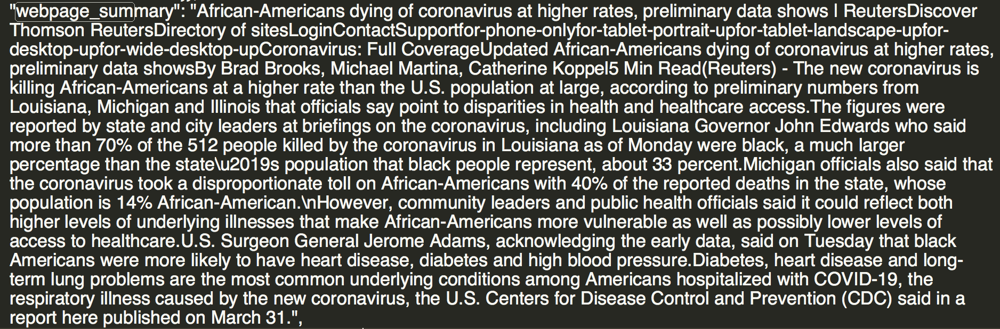 "webpage_summary": "African-Americans dying of coronavirus at higher rates, preliminary data shows | ReutersDiscover
Thomson ReutersDirectory of sitesLoginContactSupportfor-phone-onlyfor-tablet-portrait-upfor-tablet-landscape-upfor-
desktop-upfor-wide-desktop-upCoronavirus: Full CoverageUpdated African-Americans dying of coronavirus at higher rates,
preliminary data showsBy Brad Brooks, Michael Martina, Catherine Koppel5 Min Read(Reuters) - The new coronavirus is
killing African-Americans at a higher rate than the U.S. population at large, according to preliminary numbers from
Louisiana, Michigan and Illinois that officials say point to disparities in health and healthcare access.The figures were
reported by state and city leaders at briefings on the coronavirus, including Louisiana Governor John Edwards who said
more than 70% of the 512 people killed by the coronavirus in Louisiana as of Monday were black, a much larger
percentage than the state\u2019s population that black people represent, about 33 percent.Michigan officials also said that
the coronavirus took a disproportionate toll on African-Americans with 40% of the reported deaths in the state, whose
population is 14% African-American.\nHowever, community leaders and public health officials said it could reflect both
higher levels of underlying illnesses that make African-Americans more vulnerable as well as possibly lower levels of
access to healthcare.U.S. Surgeon General Jerome Adams, acknowledging the early data, said on Tuesday that black
Americans were more likely to have heart disease, diabetes and high blood pressure.Diabetes, heart disease and long-
term lung problems are the most common underlying conditions among Americans hospitalized with COVID-19, the
respiratory illness caused by the new coronavirus, the U.S. Centers for Disease Control and Prevention (CDC) said in a
report here published on March 31.",